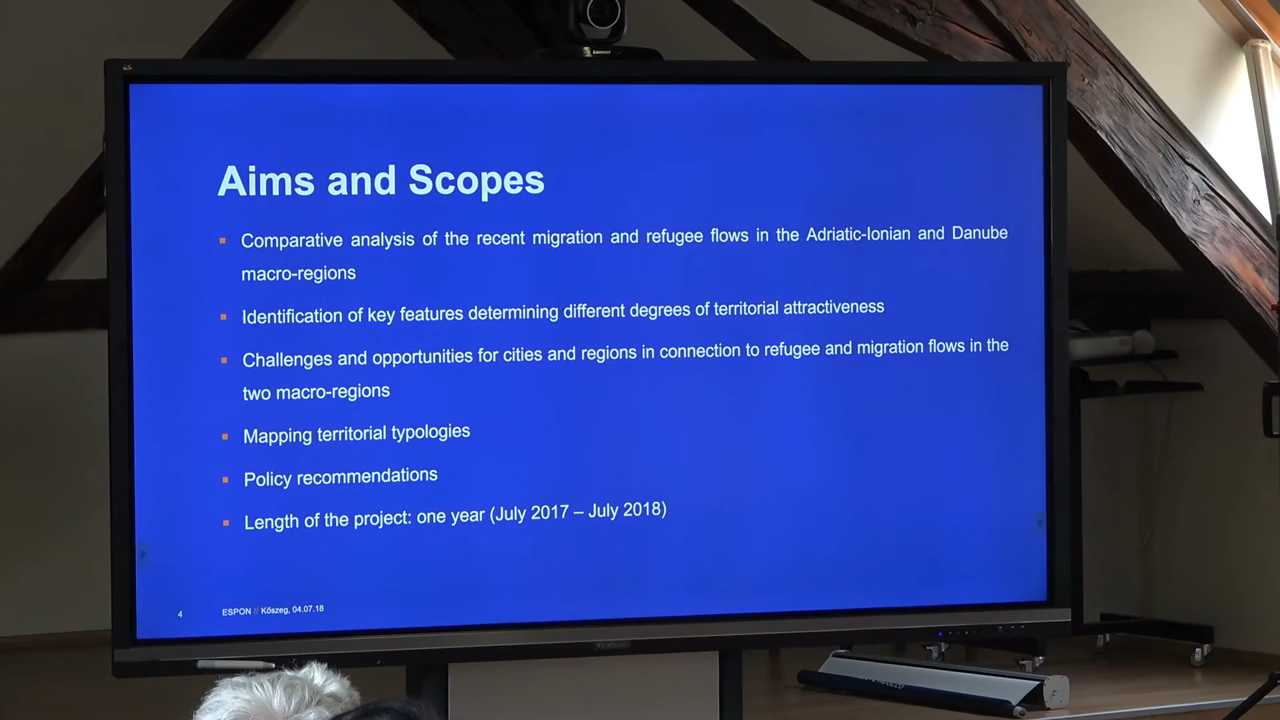 Aims and Scopes
Comparative analysis of the recent migration and refugee flows in the Adriatic-Ionian and Danube
macro-regions
Identification of key features determining different degrees of territorial attractiveness
Challenges and opportunities for cities and regions in connection to refugee and migration flows in the
two macro-regions
Mapping territorial typologies
Policy recommendations
Length of the project: one year (July 2017 – July 2018)
4
ESPON // Kőszeg, 04.07.18